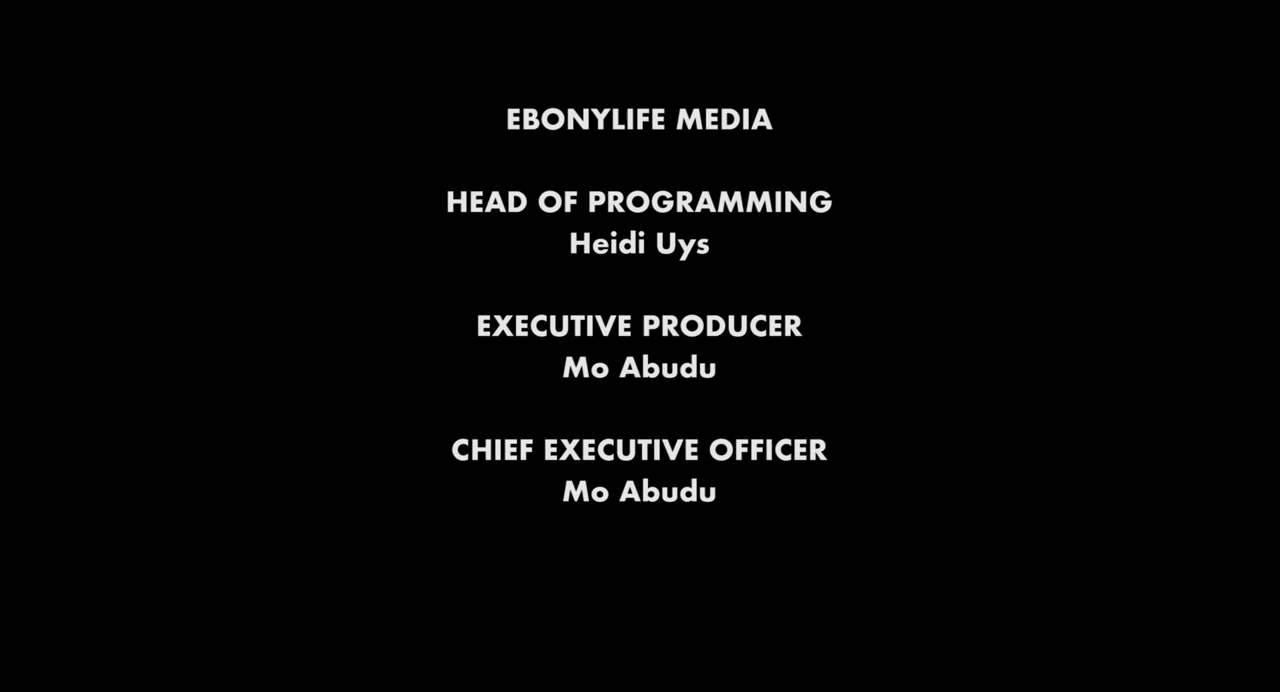 EBONYLIFE MEDIA
HEAD OF PROGRAMMING
Heidi Uys
EXECUTIVE PRODUCER
Mo Abudu
CHIEF EXECUTIVE OFFICER
Mo Abudu